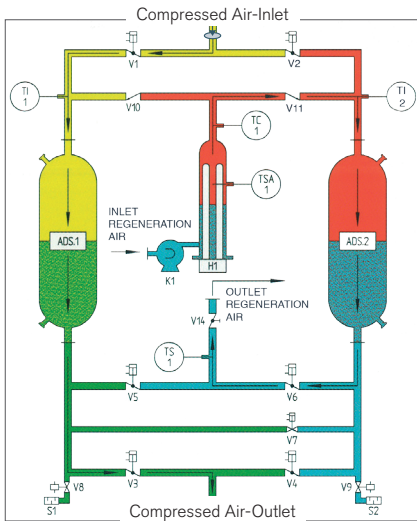 Compressed Air-Inlet
V1
V2
TI
1
V10
V11
TI
2
TC
1
TSA
1
INLET
REGENERATION
AIR
ADS.1
ADS.2
K1
H1
OUTLET
REGENERATION
AIR
V14
TS
1
V5
V6
V7
V8
V3
V4
V9
S1
S2
Compressed Air-Outlet